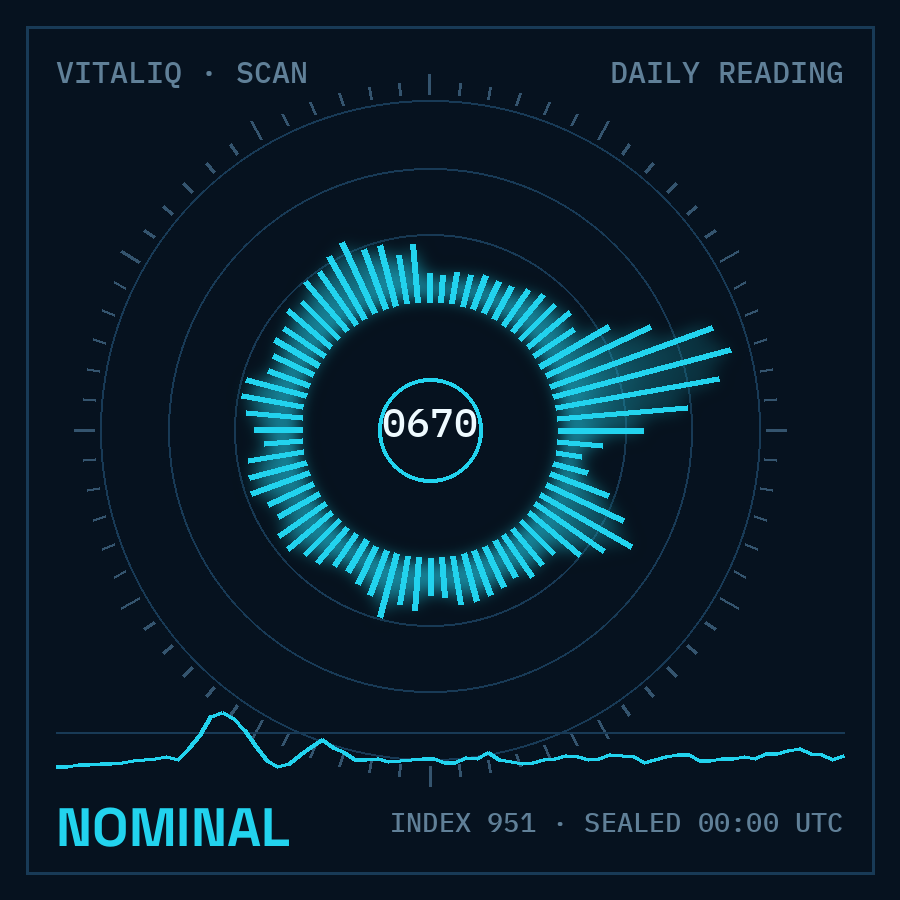 VITALIQ · SCAN
DAILY READING
0670
NOMINAL
INDEX 951 · SEALED 00:00 UTC